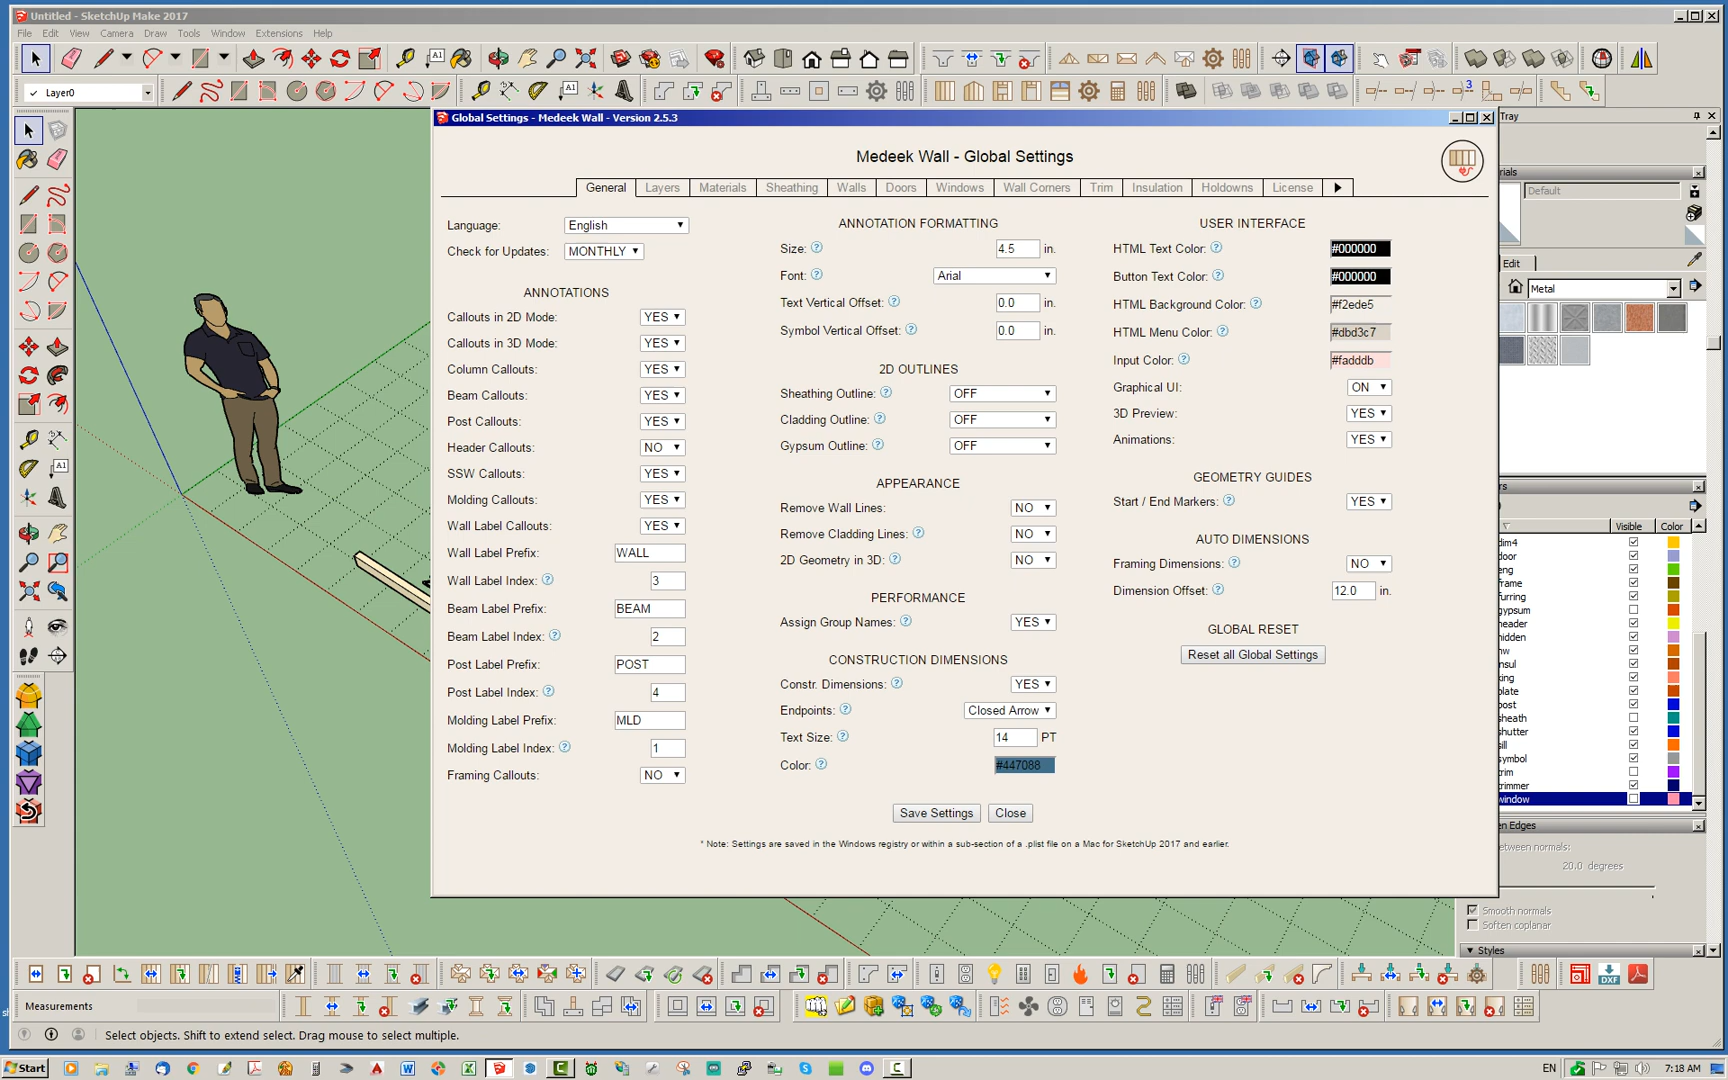 Untitled - SketchUp Make 2017
File Edit View Camera Draw Tools Window Extensions Help
Layer0
Global Settings - Medeek Wall - Version 2.5.3
Tray
Medeek Wall - Global Settings
General Layers Materials Sheathing Walls Doors Windows Wall Corners Trim Insulation Holdowns License
Language: English
Check for Updates: MONTHLY
ANNOTATIONS
Callouts in 2D Mode: YES
Callouts in 3D Mode: YES
Column Callouts: YES
Beam Callouts: YES
Post Callouts: YES
Header Callouts: NO
SSW Callouts: YES
Molding Callouts: YES
Wall Label Callouts: YES
Wall Label Prefix: WALL
Wall Label Index: 3
Beam Label Prefix: BEAM
Beam Label Index: 2
Post Label Prefix: POST
Post Label Index: 4
Molding Label Prefix: MLD
Molding Label Index: 1
Framing Callouts: NO
ANNOTATION FORMATTING
Size: 4.5 in.
Font: Arial
Text Vertical Offset: 0.0 in.
Symbol Vertical Offset: 0.0 in.
2D OUTLINES
Sheathing Outline: OFF
Cladding Outline: OFF
Gypsum Outline: OFF
APPEARANCE
Remove Wall Lines: NO
Remove Cladding Lines: NO
2D Geometry in 3D: NO
PERFORMANCE
Assign Group Names: YES
CONSTRUCTION DIMENSIONS
Constr. Dimensions: YES
Endpoints: Closed Arrow
Text Size: 14 PT
Color: #447088
USER INTERFACE
HTML Text Color: #000000
Button Text Color: #000000
HTML Background Color: #f2ede5
HTML Menu Color: #dbd3c7
Input Color: #fadddb
Graphical UI: ON
3D Preview: YES
Animations: YES
GEOMETRY GUIDES
Start / End Markers: YES
AUTO DIMENSIONS
Framing Dimensions: NO
Dimension Offset: 12.0 in.
GLOBAL RESET
Reset all Global Settings
Save Settings Close
* Note: Settings are saved in the Windows registry or within a sub-section of a .plist file on a Mac for SketchUp 2017 and earlier.
rials
Default
Edit
Metal
rs
Visible Color
dim4
door
eng
frame
furring
gypsum
header
hidden
nw
nsul
king
plate
post
sheath
shutter
sill
symbol
trim
trimmer
window
en Edges
between normals:
20.0 degrees
Smooth normals
Soften coplanar
Styles
DXF
Measurements
Select objects. Shift to extend select. Drag mouse to select multiple.
Start
EN
7:18 AM